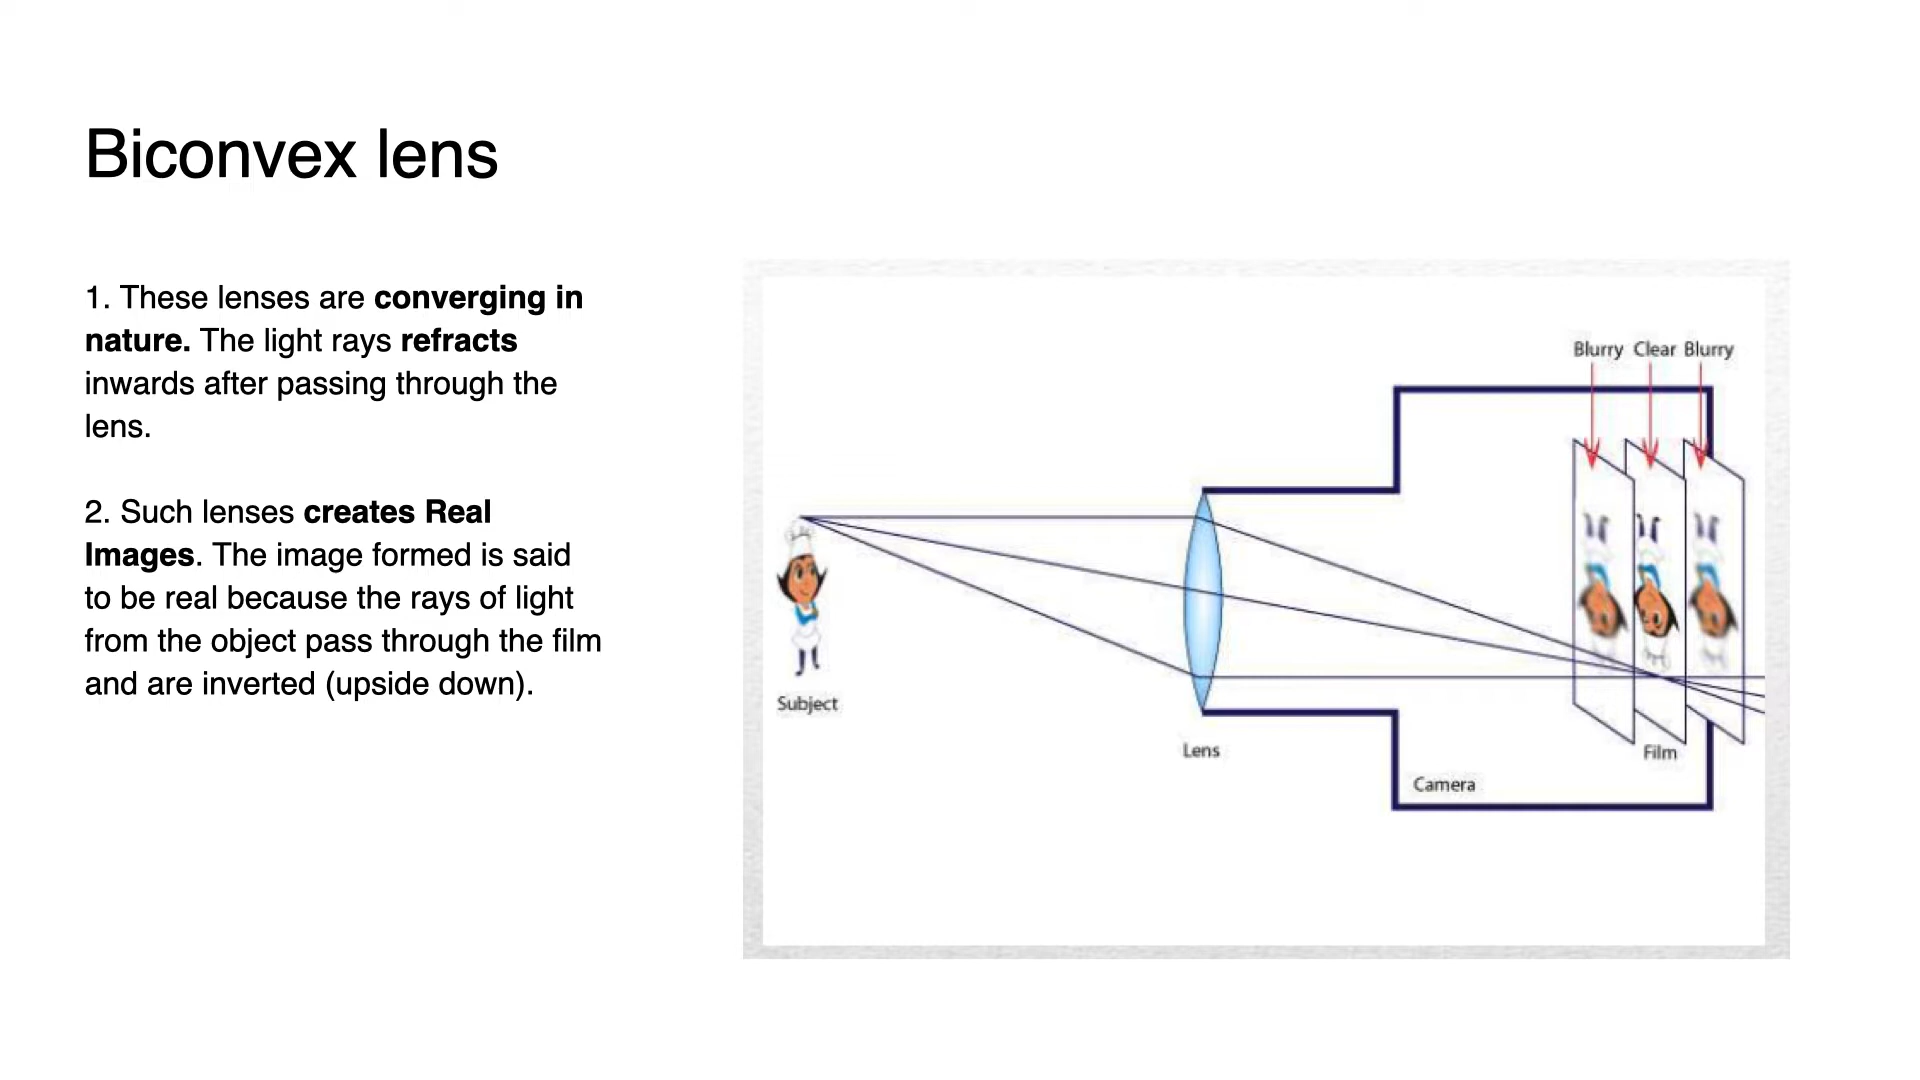 Biconvex lens
1. These lenses are converging in
nature. The light rays refracts
inwards after passing through the
lens.
2. Such lenses creates Real
Images. The image formed is said
to be real because the rays of light
from the object pass through the film
and are inverted (upside down).
Blurry Clear Blurry
Subject
Lens
Film
Camera